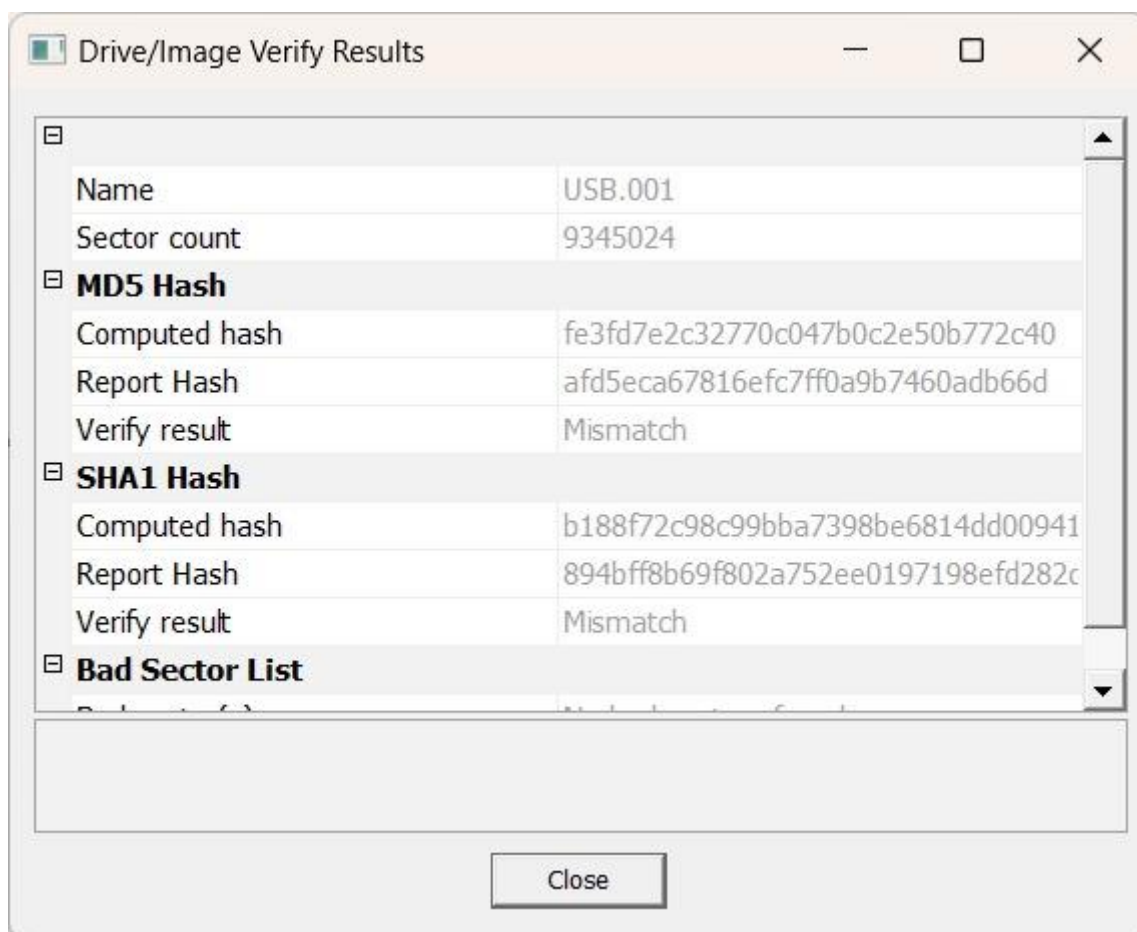 Drive/Image Verify Results
Name USB.001
Sector count 9345024
MD5 Hash
Computed hash fe3fd7e2c32770c047b0c2e50b772c40
Report Hash afd5eca67816efc7ff0a9b7460adb66d
Verify result Mismatch
SHA1 Hash
Computed hash b188f72c98c99bba7398be6814dd00941
Report Hash 894bff8b69f802a752ee0197198efd282
Verify result Mismatch
Bad Sector List
Close